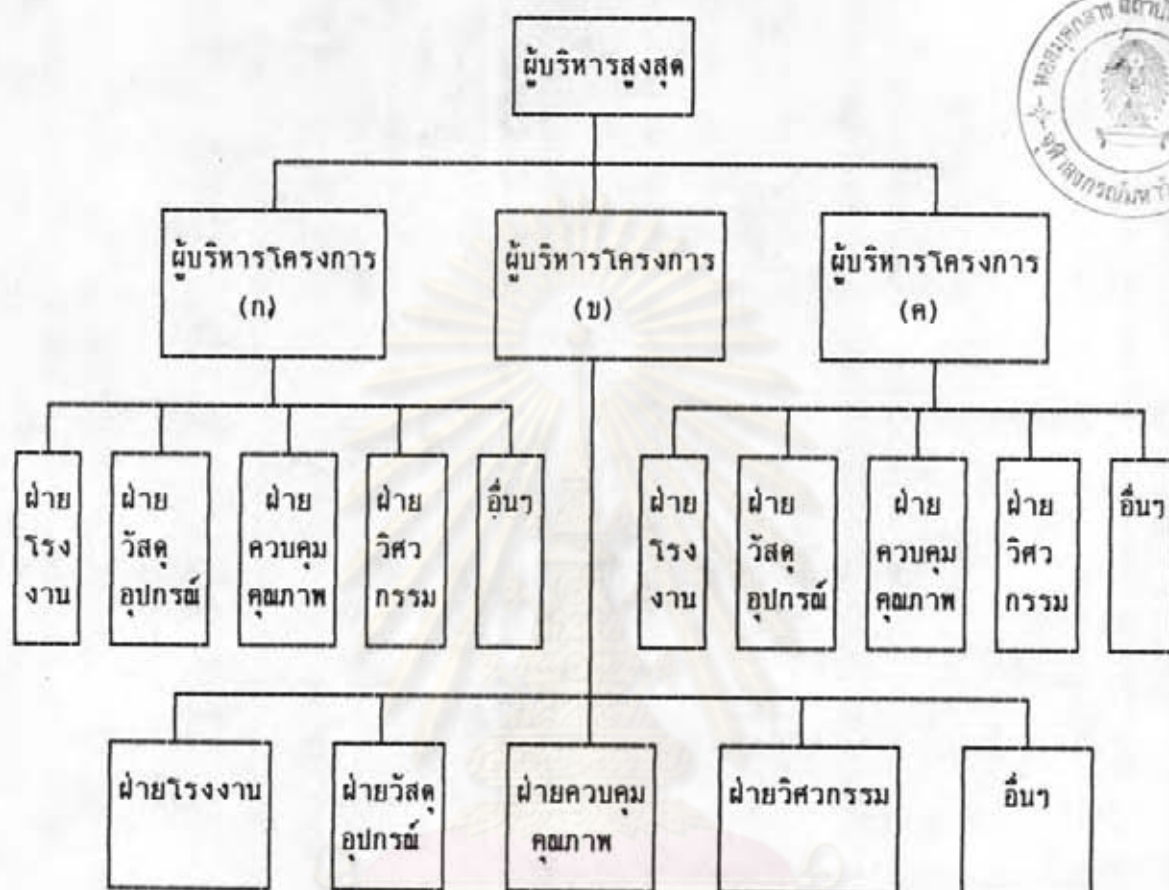 ผู้บริหารสูงสุด
ผู้บริหารโครงการ
(ก)
ผู้บริหารโครงการ
(ข)
ผู้บริหารโครงการ
(ค)
ฝ่าย
โรง
งาน
ฝ่าย
วัสดุ
อุปกรณ์
ฝ่าย
ควบคุม
คุณภาพ
ฝ่าย
วิศว
กรรม
อื่นๆ
ฝ่าย
โรง
งาน
ฝ่าย
วัสดุ
อุปกรณ์
ฝ่าย
ควบคุม
คุณภาพ
ฝ่าย
วิศว
กรรม
อื่นๆ
ฝ่ายโรงงาน
ฝ่ายวัสดุ
อุปกรณ์
ฝ่ายควบคุม
คุณภาพ
ฝ่ายวิศวกรรม
อื่นๆ